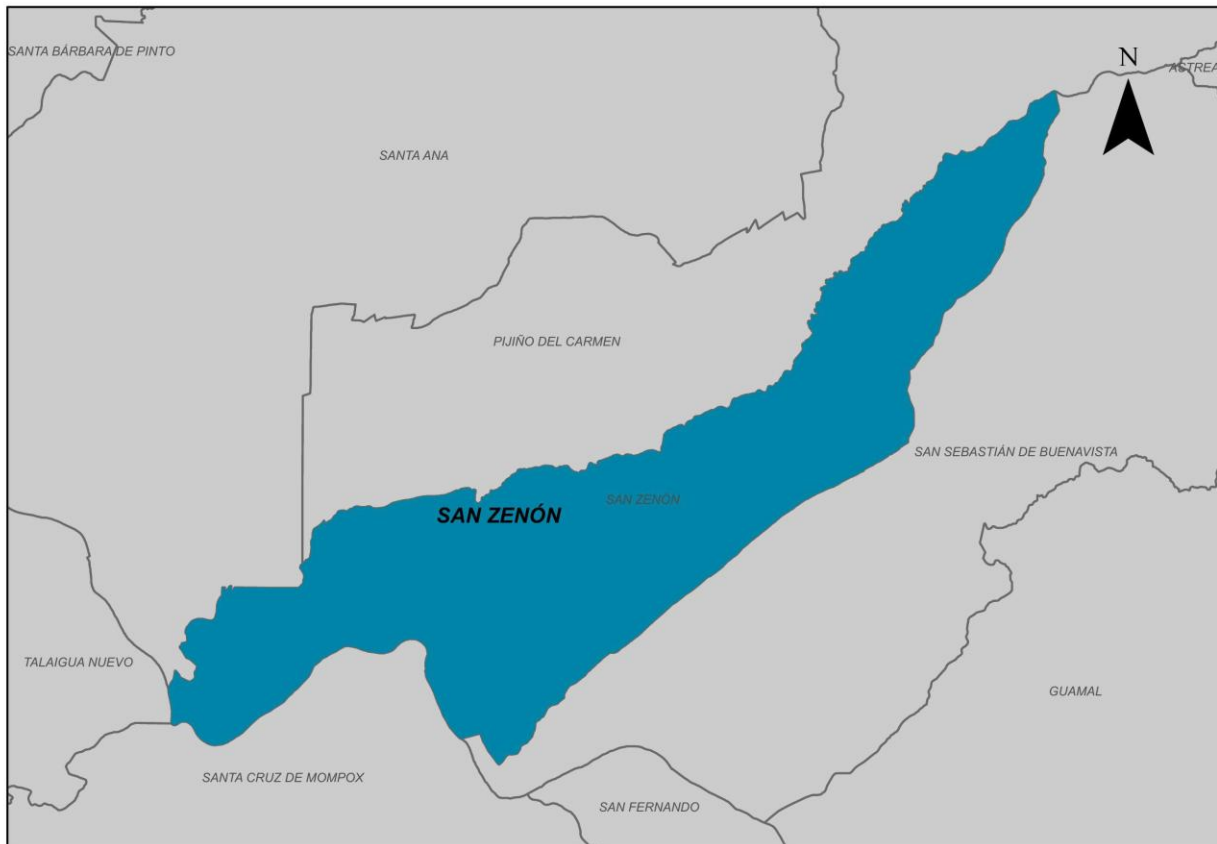 SANTA BÁRBARA DE PINTO
N
ASTREA
SANTA ANA
PIJIÑO DEL CARMEN
SAN SEBASTIÁN DE BUENAVISTA
SAN ZENÓN
SAN ZENÓN
TALAIGUA NUEVO
GUAMAL
SANTA CRUZ DE MOMPOX
SAN FERNANDO